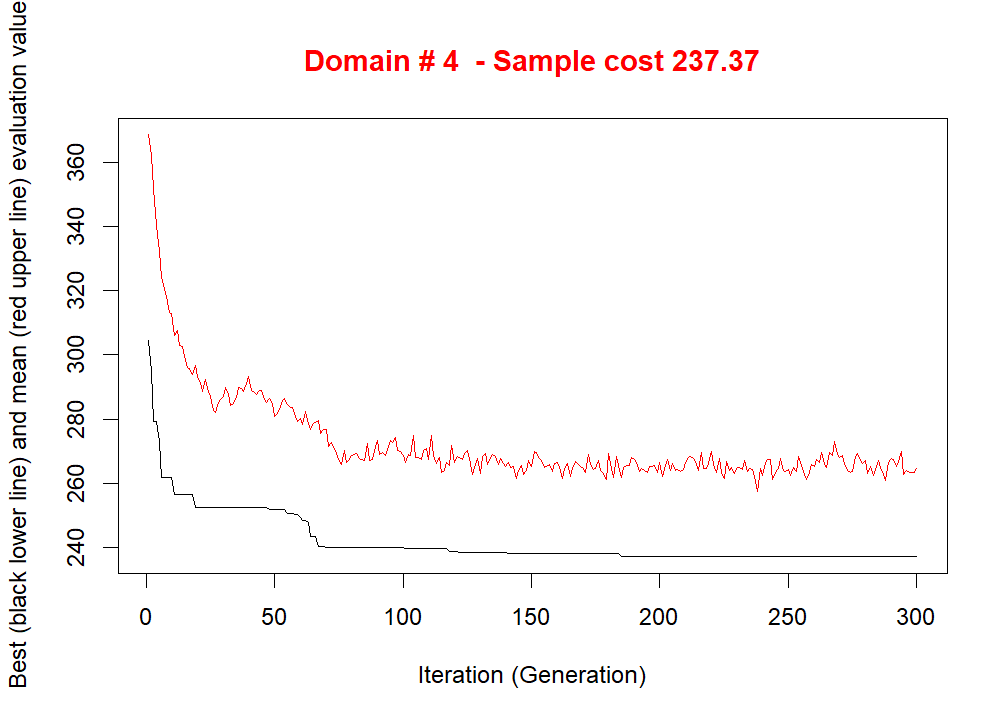 Domain # 4  - Sample cost 237.37
Best (black lower line) and mean (red upper line) evaluation value
360
340
320
300
280
260
240
0 50 100 150 200 250 300
Iteration (Generation)